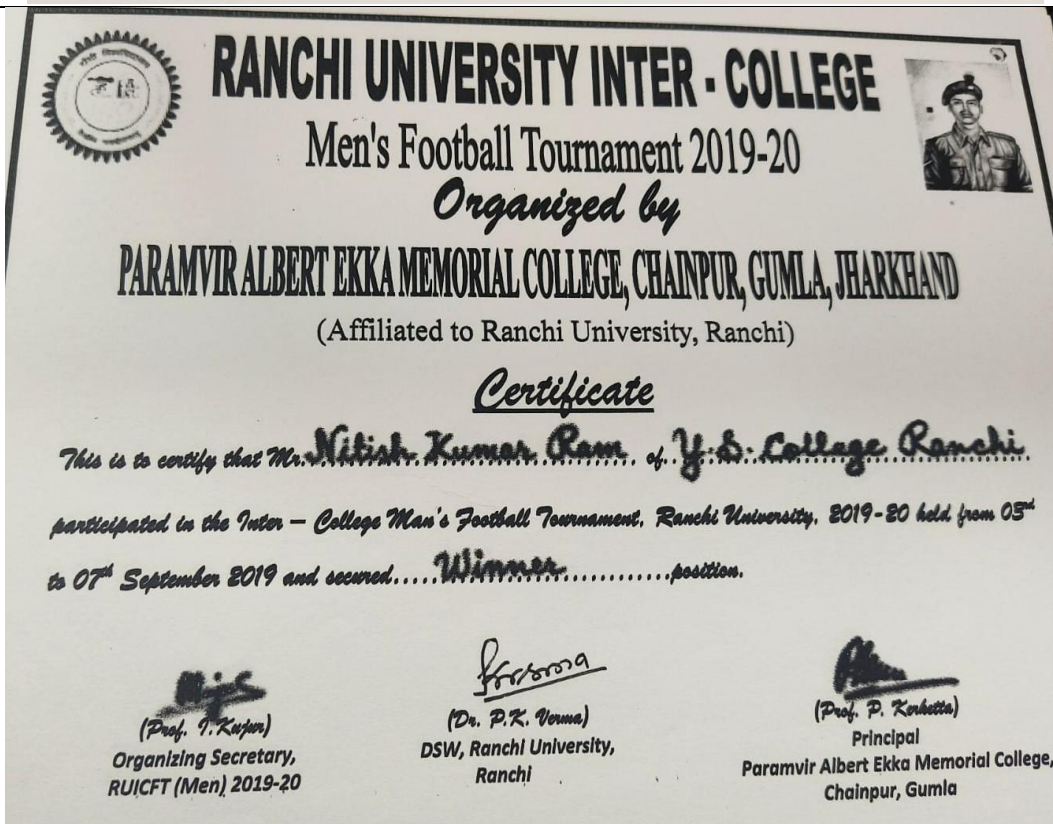 RANCHI UNIVERSITY INTER - COLLEGE
Men's Football Tournament 2019-20
Organized by
PARAMVIR ALBERT EKKA MEMORIAL COLLEGE, CHAINPUR, GUMLA, JHARKHAND
(Affiliated to Ranchi University, Ranchi)
Certificate
This is to certify that Mr. Nitish Kumar Ram of Y.S. College Ranchi
participated in the Inter – College Man's Football Tournament, Ranchi University, 2019-20 held from 03rd
to 07th September 2019 and secured.....Winner....................position.
(Prof. I. Kujur)
Organizing Secretary,
RUICFT (Men) 2019-20
(Dr. P.K. Verma)
DSW, Ranchi University,
Ranchi
(Prof. P. Kerketta)
Principal
Paramvir Albert Ekka Memorial College,
Chainpur, Gumla